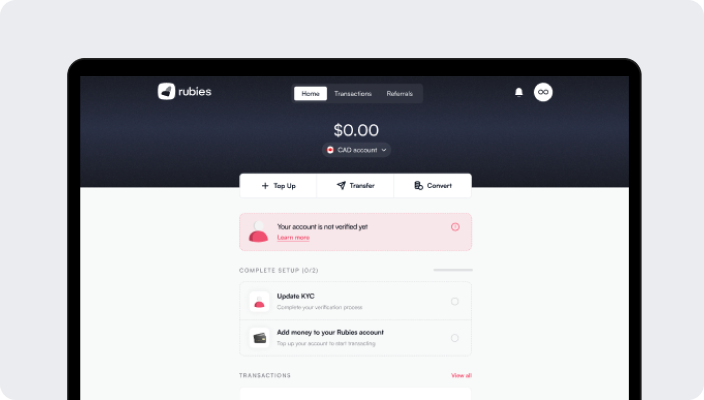 rubies
Home
Transactions
Referrals
$0.00
CAD account
Top Up
Transfer
Convert
Your account is not verified yet
Learn more
COMPLETE SETUP (0/2)
Update KYC
Complete your verification process
Add money to your Rubies account
Top up your account to start transacting
TRANSACTIONS
View all